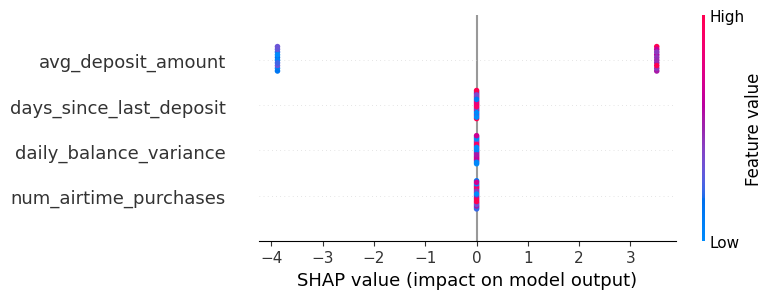 High
avg_deposit_amount
days_since_last_deposit
daily_balance_variance
num_airtime_purchases
Feature value
Low
−4 −3 −2 −1 0 1 2 3
SHAP value (impact on model output)